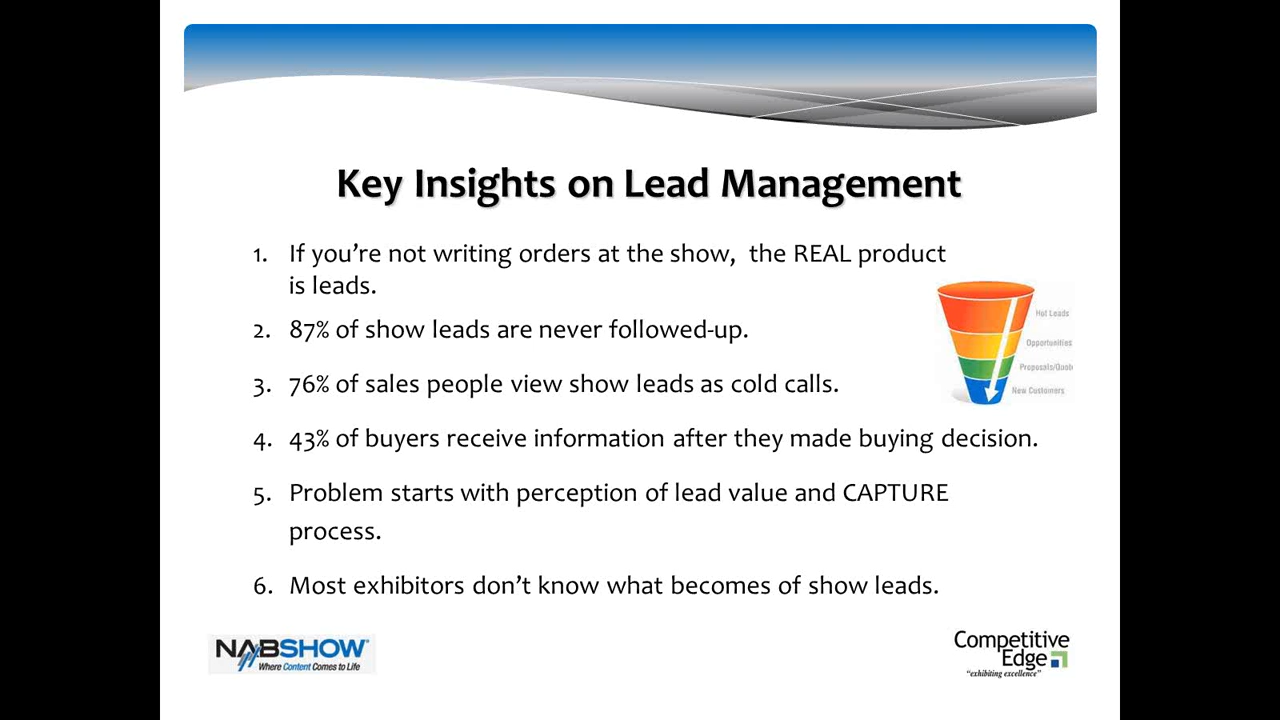 Key Insights on Lead Management
1. If you're not writing orders at the show,  the REAL product
is leads.
2. 87% of show leads are never followed-up.
3. 76% of sales people view show leads as cold calls.
4. 43% of buyers receive information after they made buying decision.
5. Problem starts with perception of lead value and CAPTURE
process.
6. Most exhibitors don't know what becomes of show leads.
Hot Leads
Opportunities
Proposals/Quot
New Customers
NABSHOW®
Where Content Comes to Life
Competitive
Edge
"exhibiting excellence"